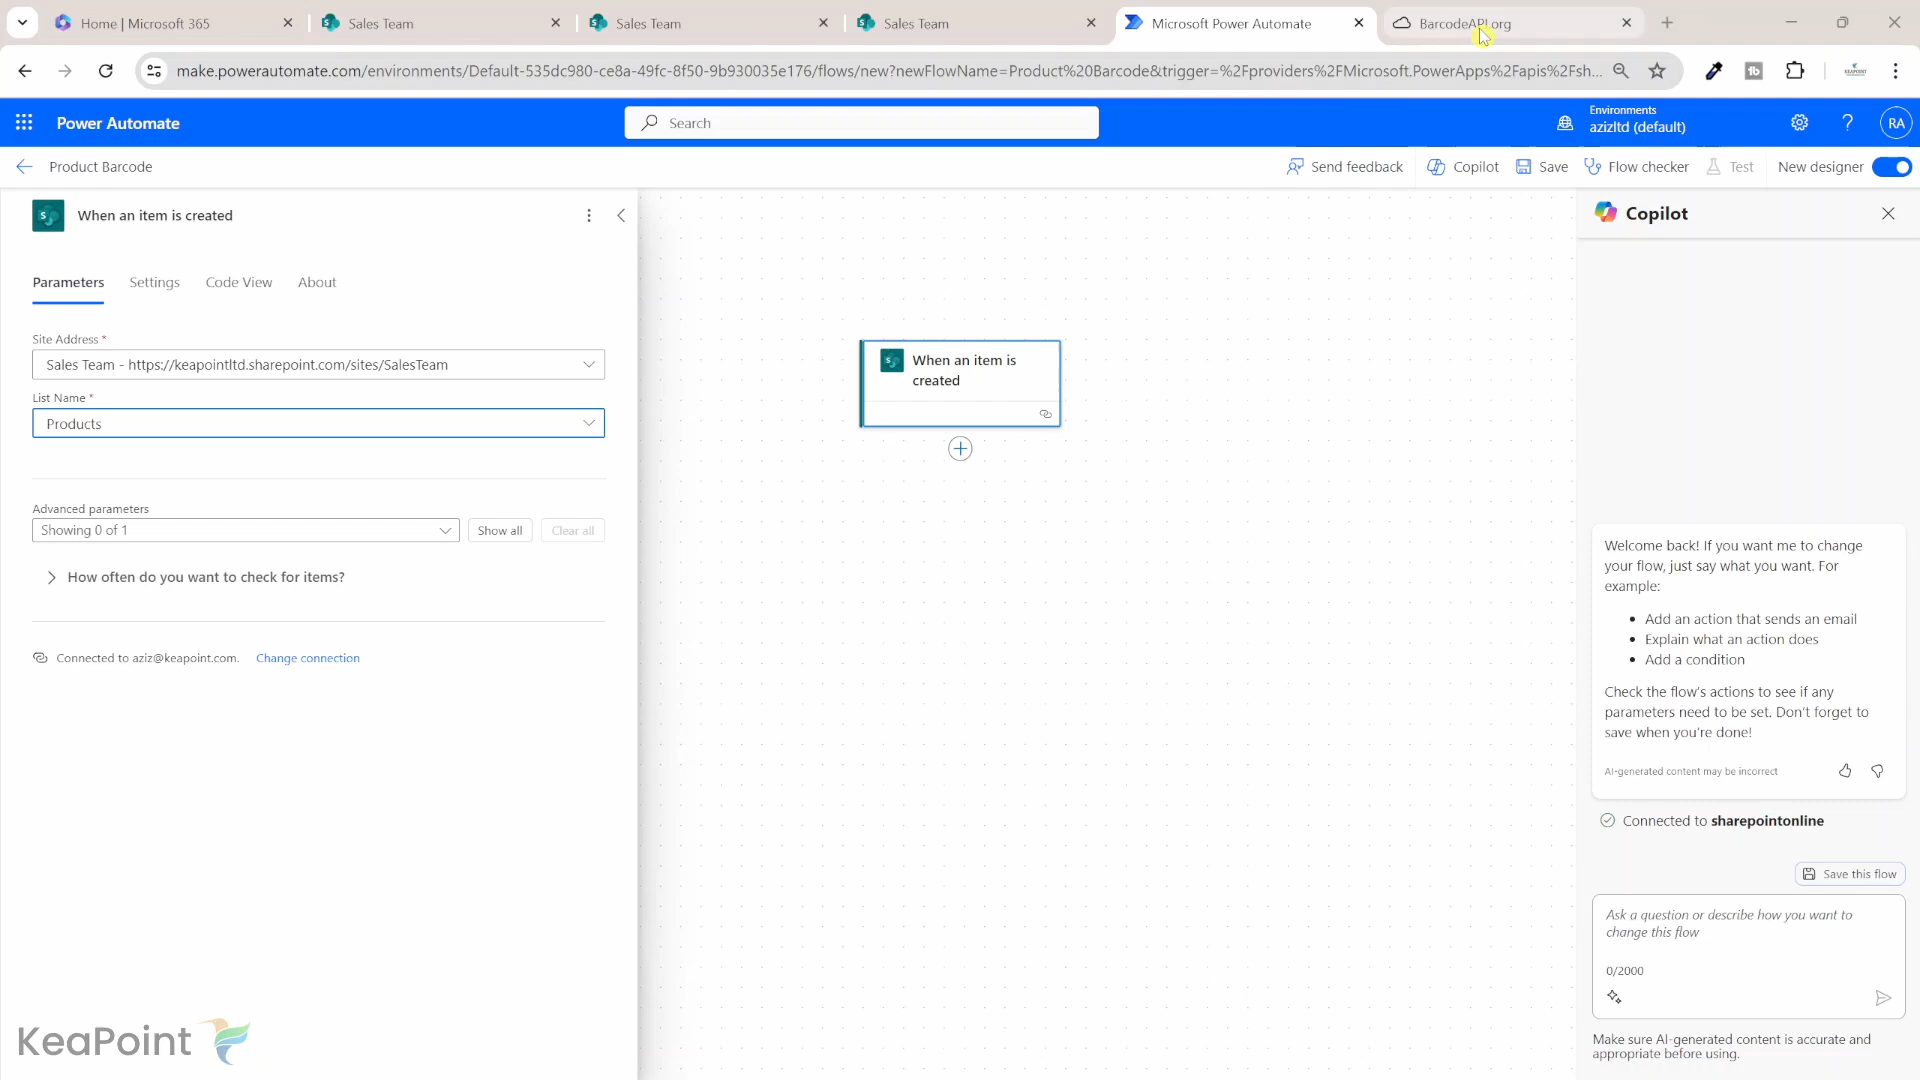 Home | Microsoft 365
Sales Team
Sales Team
Sales Team
Microsoft Power Automate
BarcodeAPI.org
make.powerautomate.com/environments/Default-535dc980-ce8a-49fc-8f50-9b930035e176/flows/new?newFlowName=Product%20Barcode&trigger=%2Fproviders%2FMicrosoft.PowerApps%2Fapis%2Fsh...
Power Automate
Search
Environments
azizltd (default)
RA
Product Barcode
Send feedback
Copilot
Save
Flow checker
Test
New designer
When an item is created
Parameters
Settings
Code View
About
Site Address *
Sales Team - https://keapointltd.sharepoint.com/sites/SalesTeam
List Name *
Products
Advanced parameters
Showing 0 of 1
Show all
Clear all
How often do you want to check for items?
Connected to aziz@keapoint.com.
Change connection
When an item is
created
Copilot
Welcome back! If you want me to change
your flow, just say what you want. For
example:
• Add an action that sends an email
• Explain what an action does
• Add a condition
Check the flow's actions to see if any
parameters need to be set. Don't forget to
save when you're done!
AI-generated content may be incorrect
Connected to sharepointonline
Save this flow
Ask a question or describe how you want to
change this flow
0/2000
Make sure AI-generated content is accurate and
appropriate before using.
KeaPoint